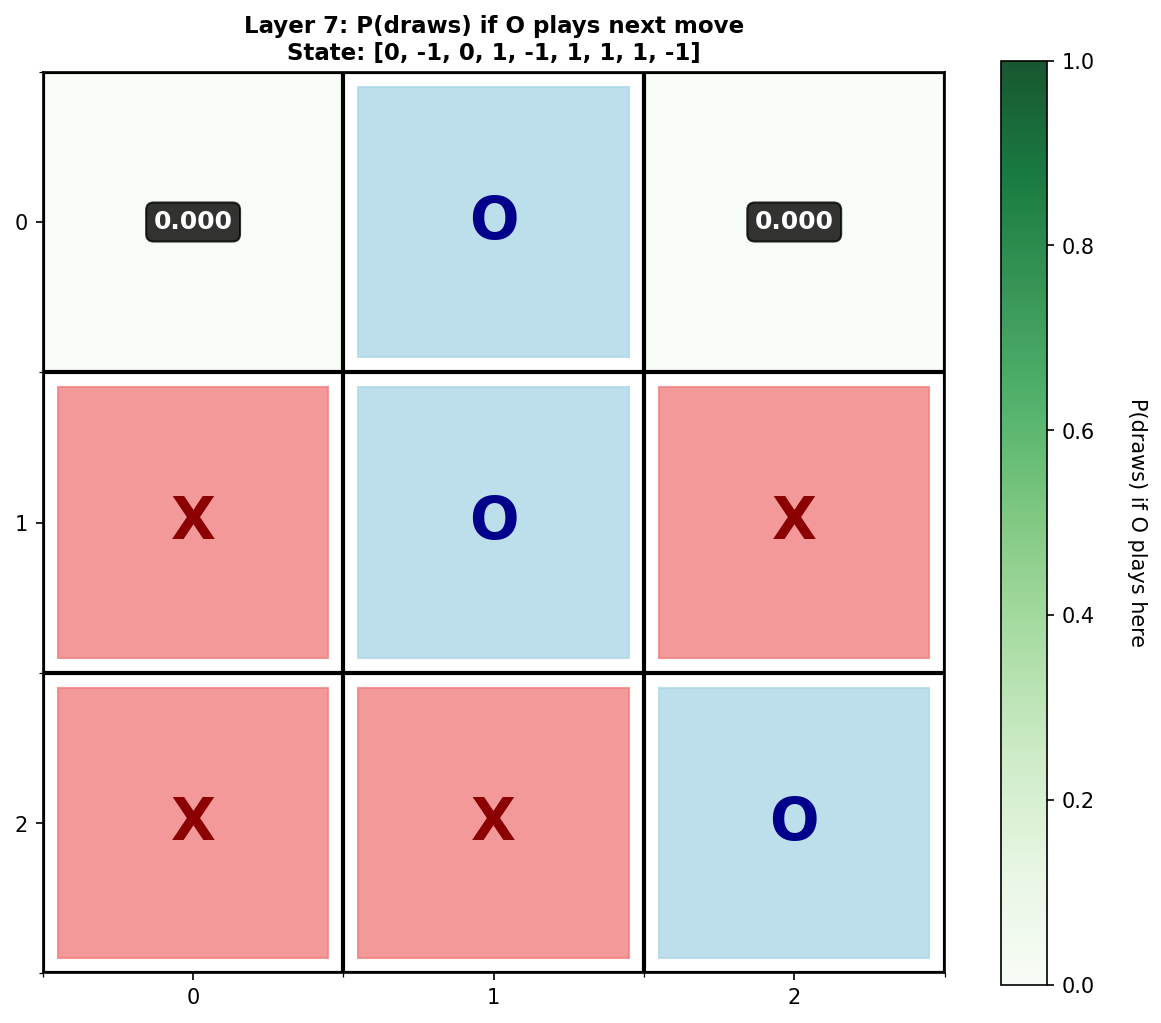 Layer 7: P(draws) if O plays next move
State: [0, -1, 0, 1, -1, 1, 1, 1, -1]
0.000
O
0.000
X
O
X
X
X
O
0
1
2
0
1
2
1.0
0.8
0.6
0.4
0.2
0.0
P(draws) if O plays here